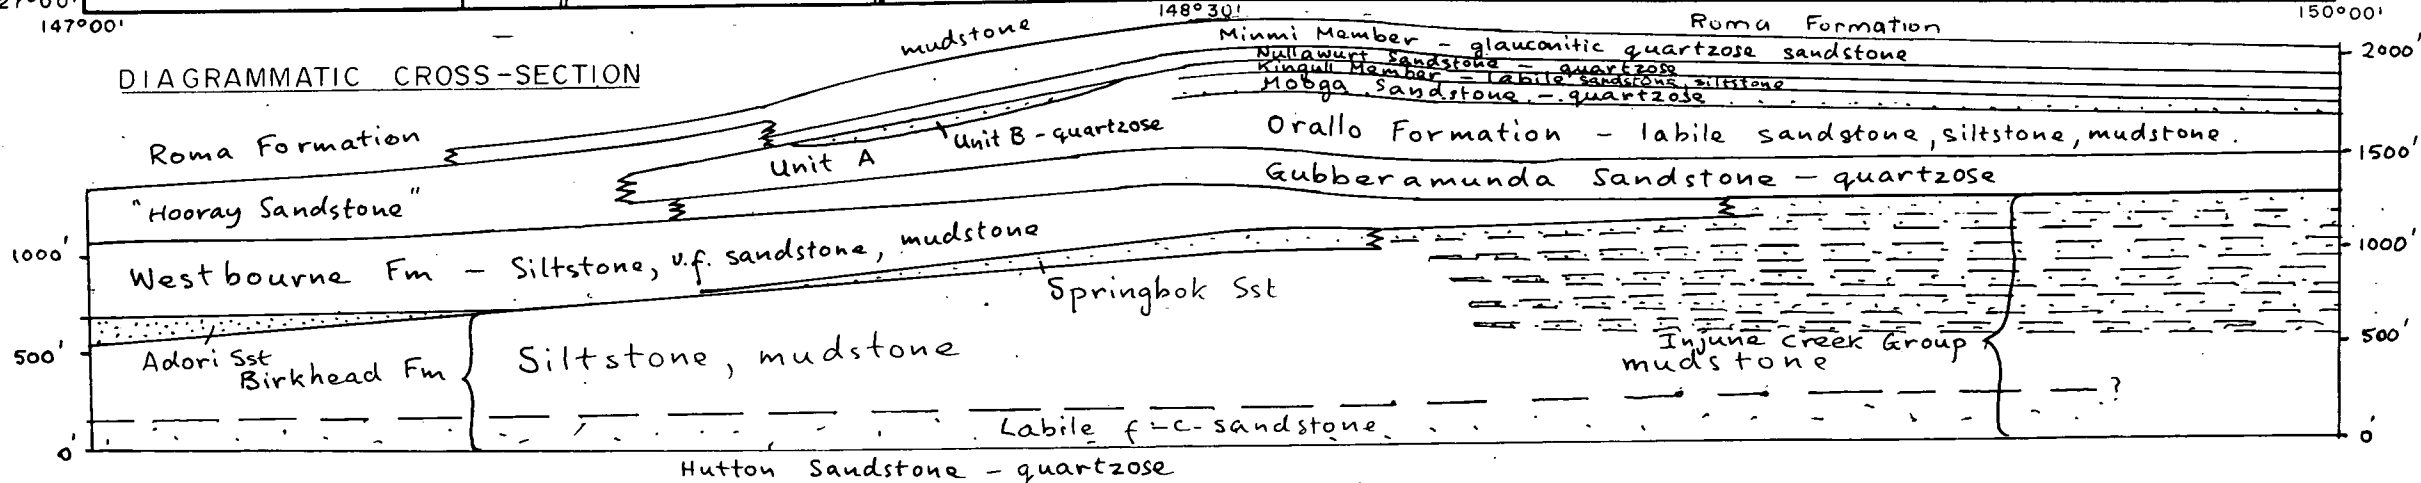 27°00'
147°00'
148°30'
150°00'
DIAGRAMMATIC CROSS-SECTION
mudstone
Roma Formation
Minmi Member - glauconitic quartzose sandstone
Nullawurt Sandstone - quartzose
Kingull Member - labile sandstone, siltstone
Mooga Sandstone - quartzose
2000'
Roma Formation
Unit A
Unit B - quartzose
Orallo Formation - labile sandstone, siltstone, mudstone.
1500'
"Hooray Sandstone"
Gubberamunda Sandstone - quartzose
1000'
Westbourne Fm - Siltstone, v.f. sandstone, mudstone
1000'
Springbok Sst
500'
Adori Sst
Birkhead Fm
Siltstone, mudstone
Injune Creek Group
mudstone
500'
?
Labile f-c- sandstone
0'
0'
Hutton Sandstone - quartzose